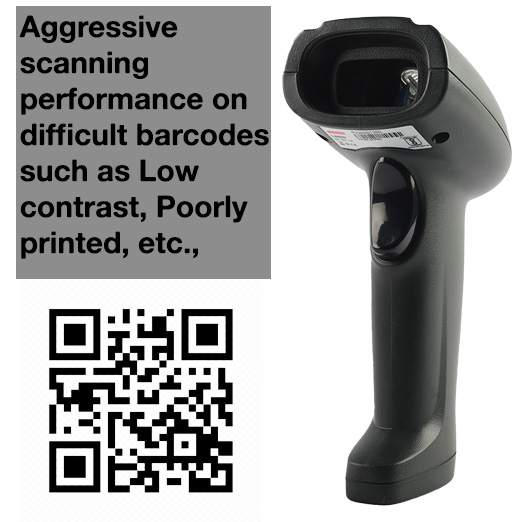 Aggressive
scanning
performance on
difficult barcodes
such as Low
contrast, Poorly
printed, etc.,